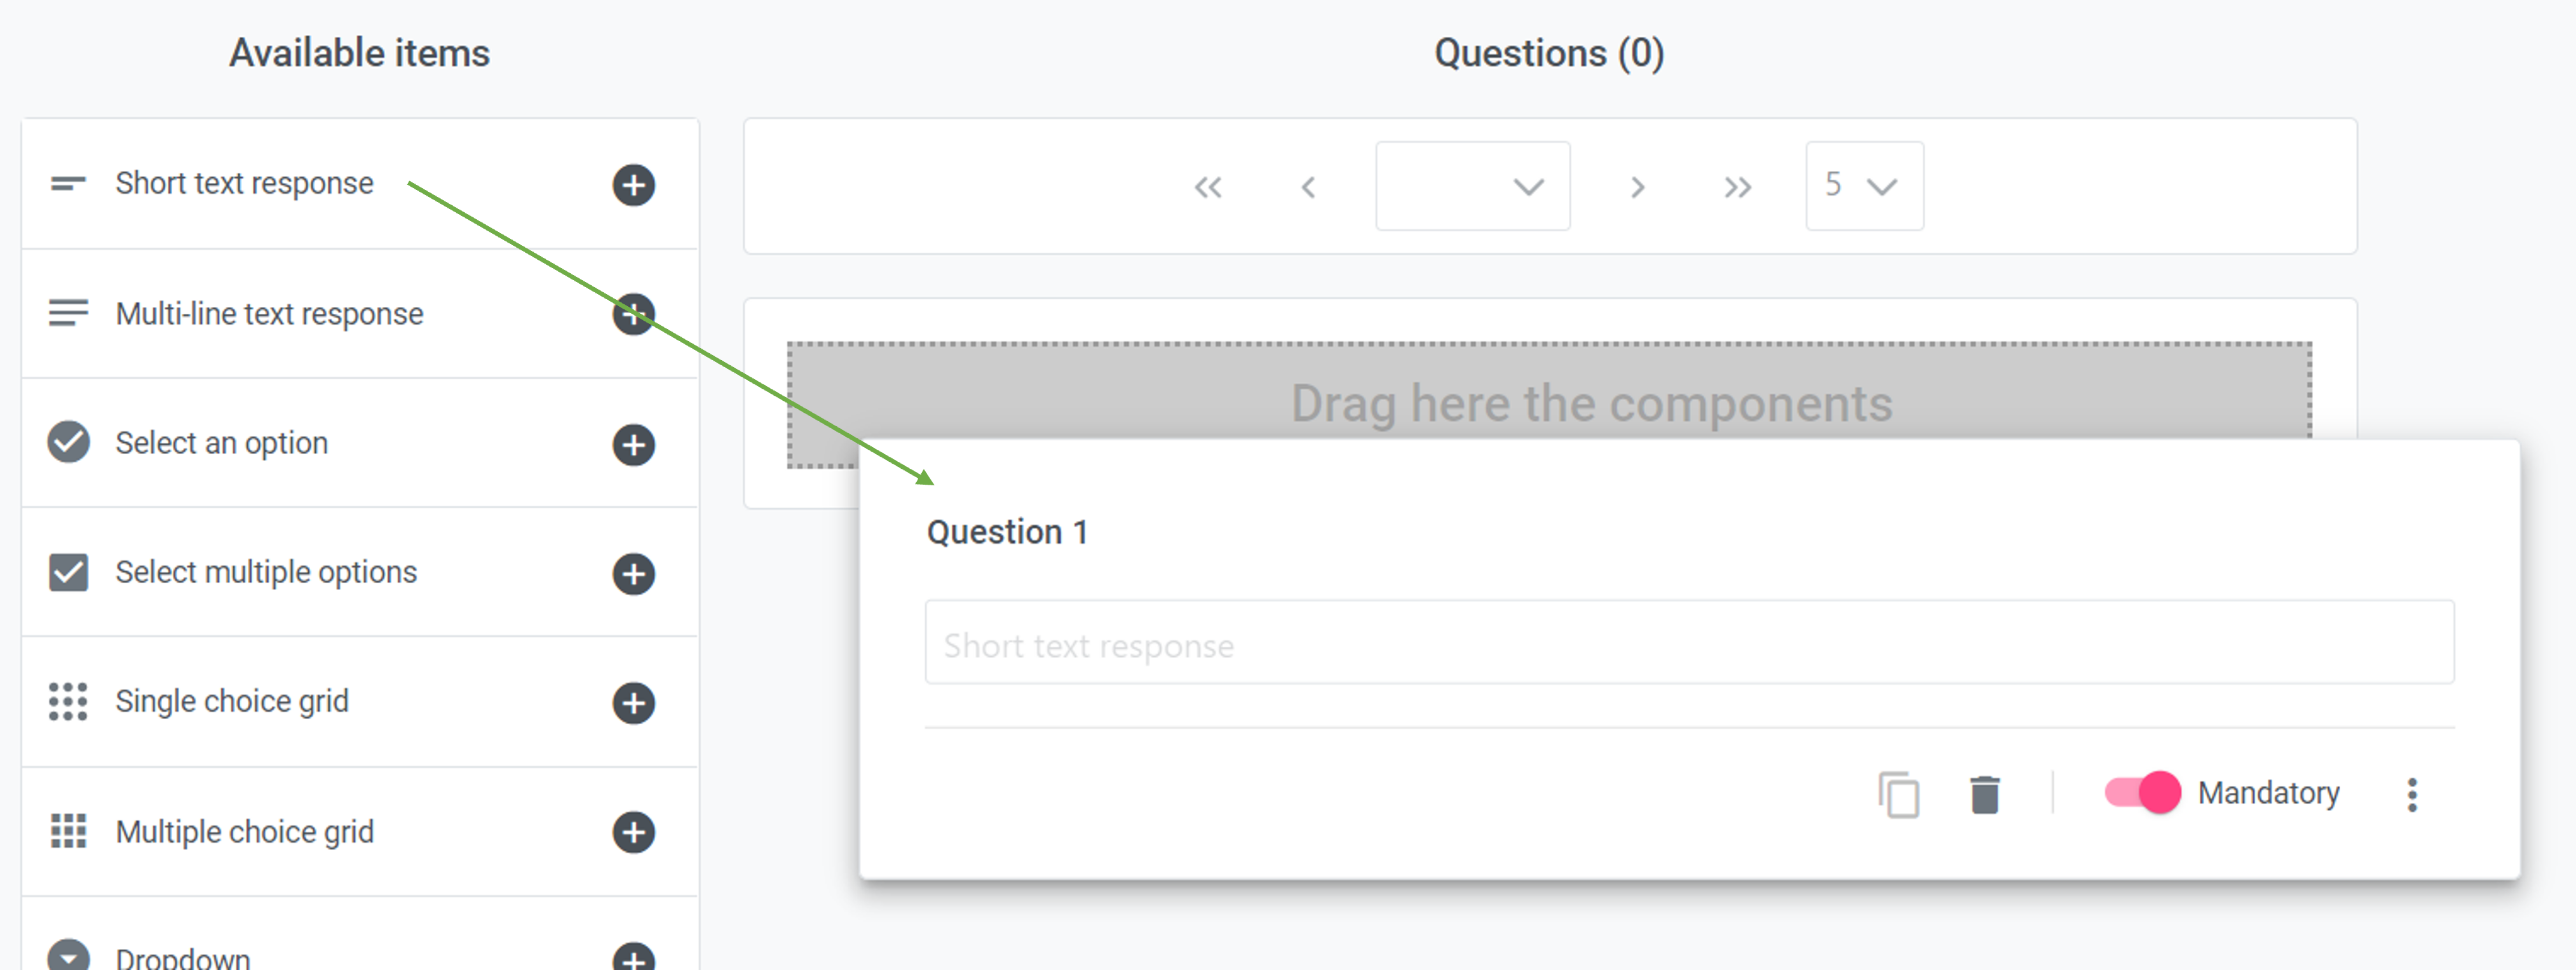 Available items
Short text response
Multi-line text response
Select an option
Select multiple options
Single choice grid
Multiple choice grid
Dropdown
Questions (0)
5
Drag here the components
Question 1
Short text response
Mandatory